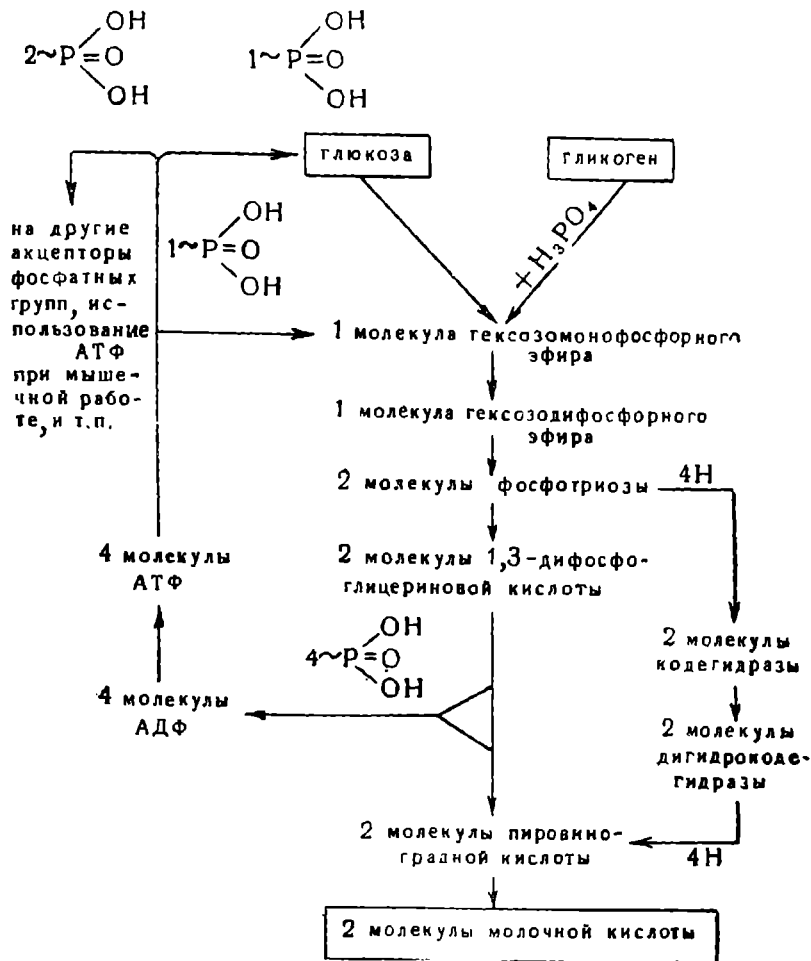 OH
2~P=O
OH
OH
1~P=O
OH
глюкоза
гликоген
+H₃PO₄
на другие
акцепторы
фосфатных
групп, ис-
пользование
АТФ
при мышеч-
чной рабо-
те, и т.п.
OH
1~P=O
OH
1 молекула гексозомонофосфорного
эфира
1 молекула гексозодифосфорного
эфира
2 молекулы фосфотриозы
4H
2 молекулы 1,3-дифосфо-
глицериновой кислоты
4 молекулы
АТФ
OH
4~P=O
OH
4 молекулы
АДФ
2 молекулы
кодегидразы
2 молекулы
дигидрокоде-
гидразы
2 молекулы пировино-
градной кислоты
4H
2 молекулы молочной кислоты